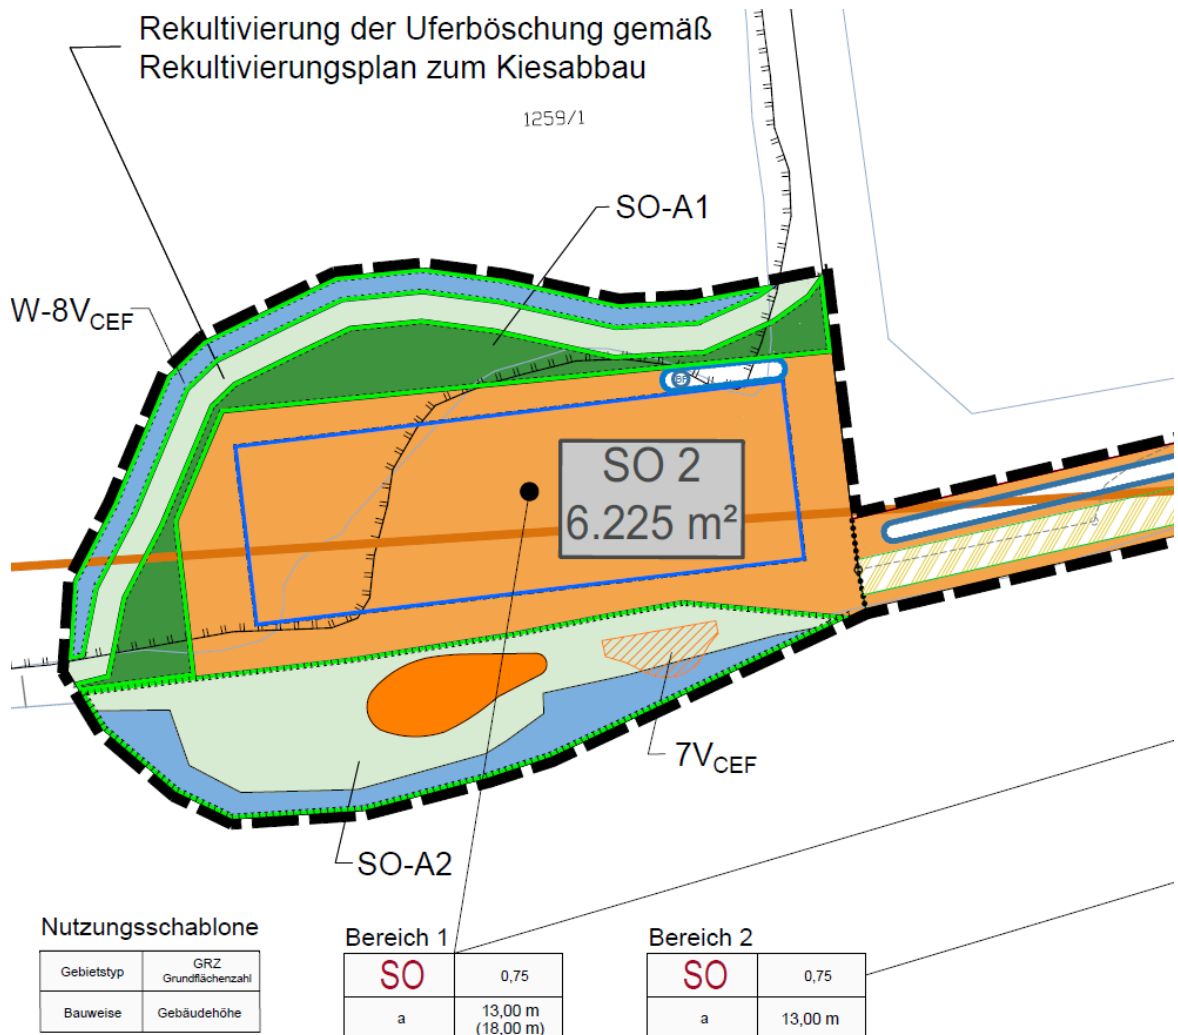 Rekultivierung der Uferböschung gemäß
Rekultivierungsplan zum Kiesabbau
1259/1
SO-A1
W-8V_CEF
SO 2
6.225 m²
7V_CEF
SO-A2
Nutzungsschablone
Gebietstyp
GRZ
Grundflächenzahl
Bauweise
Gebäudehöhe
Bereich 1
SO
0,75
a
13,00 m
(18,00 m)
Bereich 2
SO
0,75
a
13,00 m